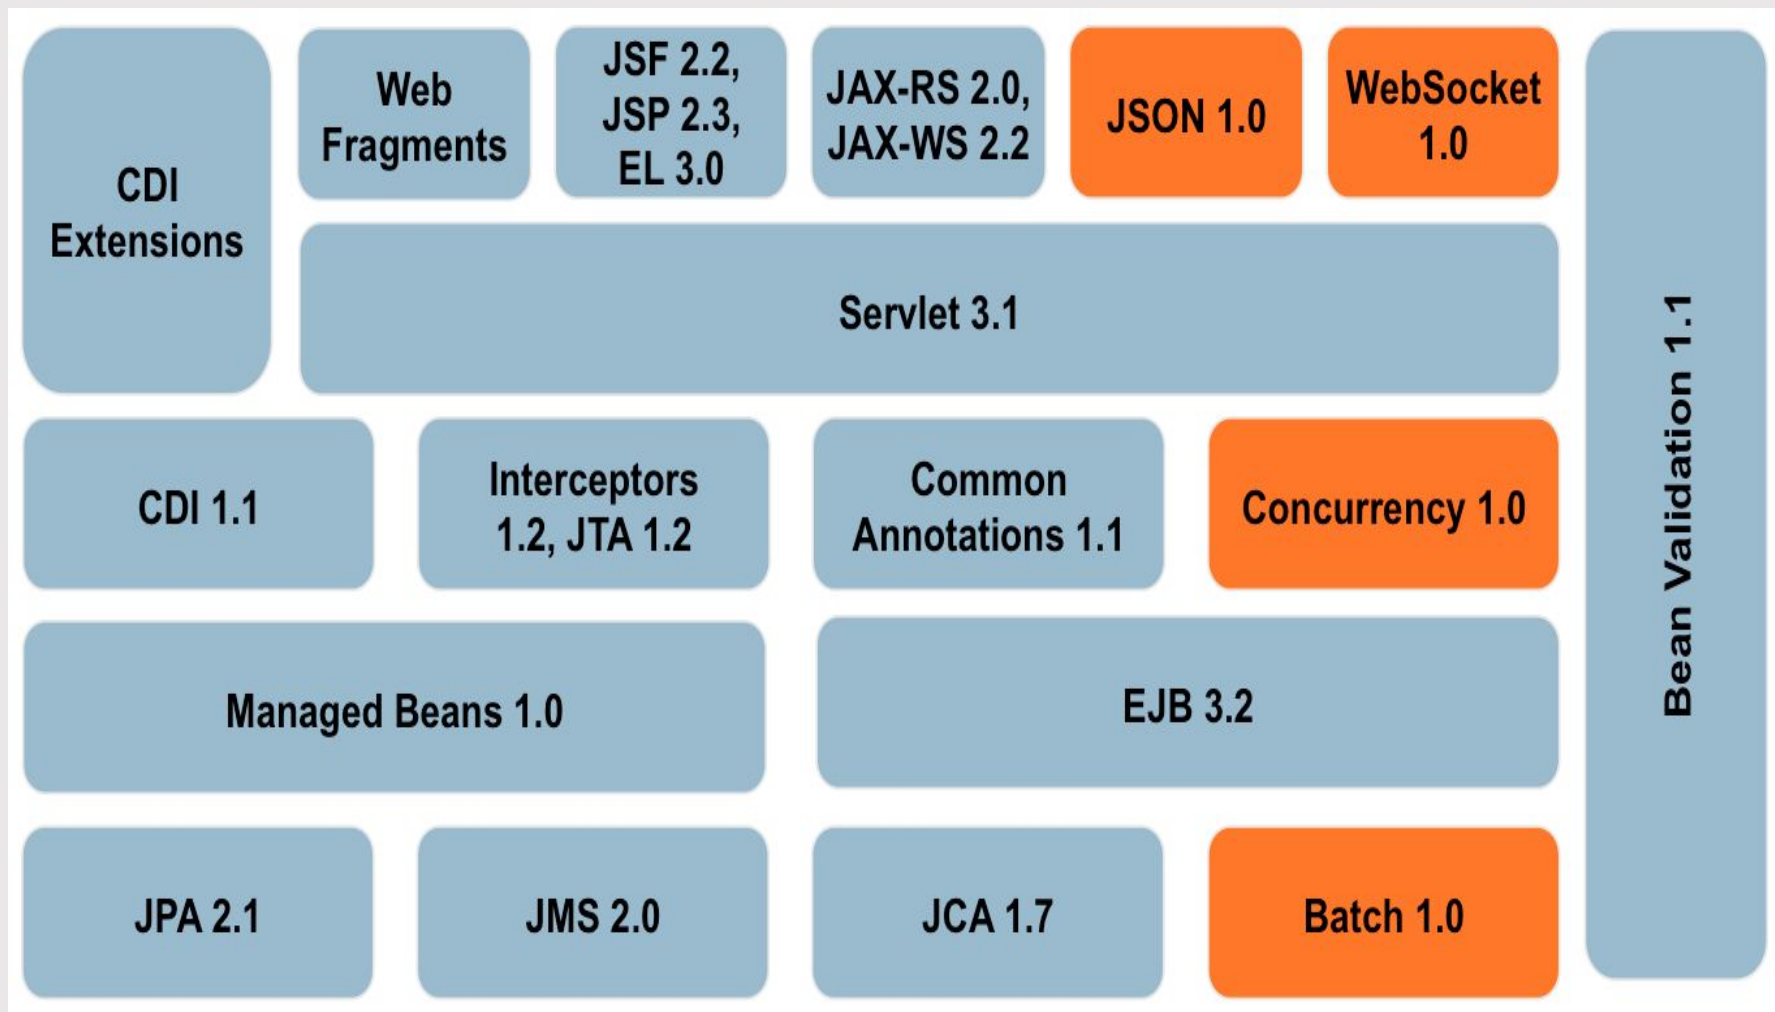 CDI
Extensions
Web
Fragments
JSF 2.2,
JSP 2.3,
EL 3.0
JAX-RS 2.0,
JAX-WS 2.2
JSON 1.0
WebSocket
1.0
Servlet 3.1
CDI 1.1
Interceptors
1.2, JTA 1.2
Common
Annotations 1.1
Concurrency 1.0
Managed Beans 1.0
EJB 3.2
JPA 2.1
JMS 2.0
JCA 1.7
Batch 1.0
Bean Validation 1.1